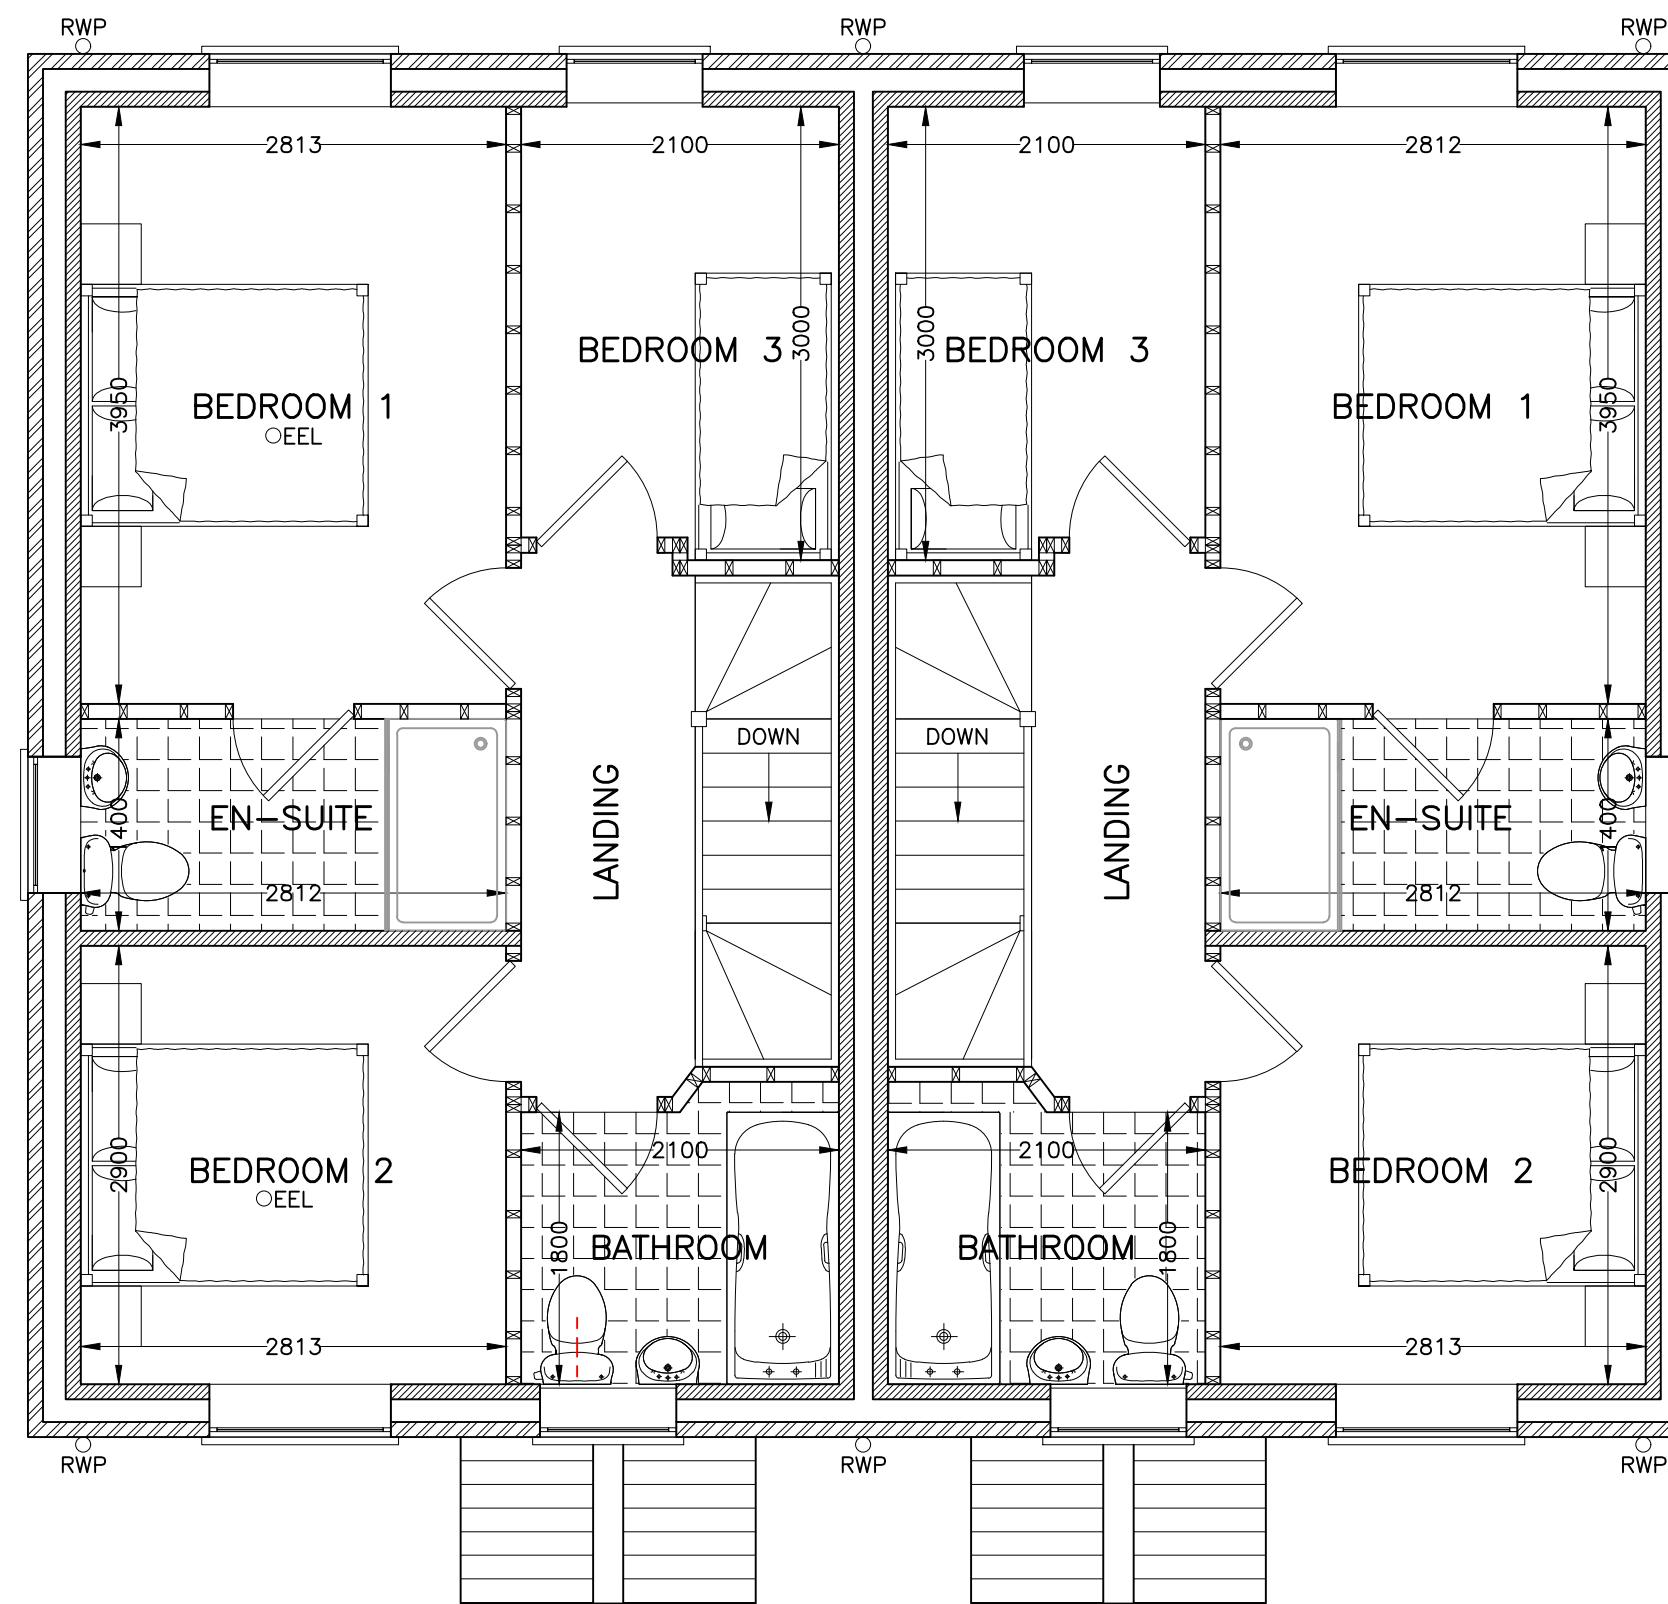 RWP
RWP
RWP
2813
2100
2100
2812
3950
BEDROOM 1
EEL
BEDROOM 3
3000
3000
BEDROOM 3
BEDROOM 1
3950
DOWN
DOWN
1400
EN-SUITE
2812
LANDING
LANDING
EN-SUITE
1400
2812
2900
BEDROOM 2
EEL
2813
2100
1800
BATHROOM
2100
BATHROOM
1800
BEDROOM 2
2900
2813
RWP
RWP
RWP